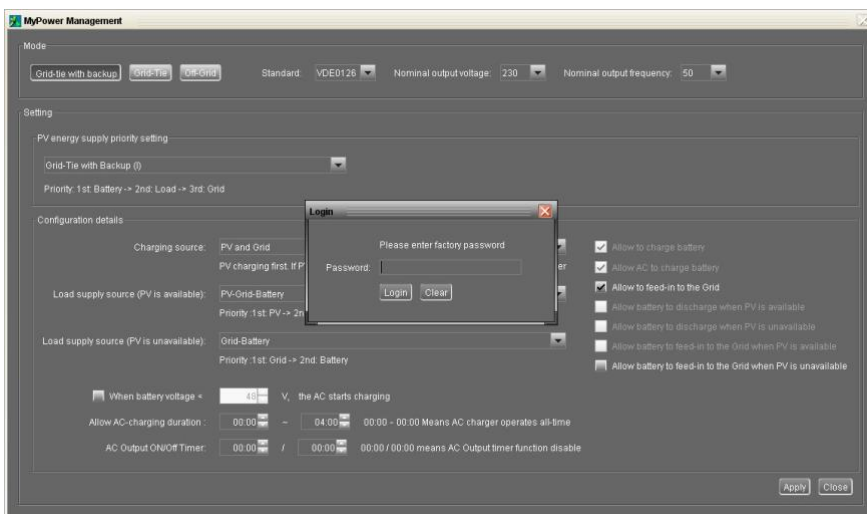 MyPower Management
Mode
Grid-tie with backup Grid-Tie Off-Grid Standard: VDE0126 Nominal output voltage: 230 Nominal output frequency: 50
Setting
PV energy supply priority setting
Grid-Tie with Backup (I)
Priority: 1st: Battery -> 2nd: Load -> 3rd: Grid
Login
Please enter factory password
Password:
Login Clear
Configuration details
Charging source: PV and Grid
PV charging first. If P
er
Load supply source (PV is available): PV-Grid-Battery
Priority :1st: PV -> 2n
Load supply source (PV is unavailable): Grid-Battery
Priority :1st: Grid -> 2nd: Battery
Allow to charge battery
Allow AC to charge battery
Allow to feed-in to the Grid
Allow battery to discharge when PV is available
Allow battery to discharge when PV is unavailable
Allow battery to feed-in to the Grid when PV is available
Allow battery to feed-in to the Grid when PV is unavailable
When battery voltage < 48 V, the AC starts charging
Allow AC-charging duration : 00:00 – 04:00 00:00 - 00:00 Means AC charger operates all-time
AC Output ON/Off Timer: 00:00 / 00:00 00:00 / 00:00 means AC Output timer function disable
Apply Close